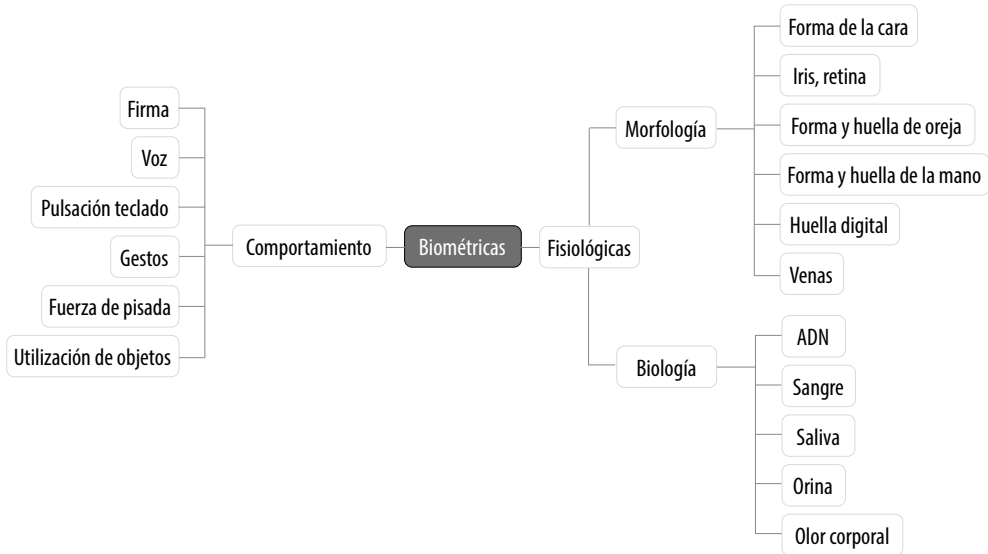 Firma
Voz
Pulsación teclado
Gestos
Fuerza de pisada
Utilización de objetos
Comportamiento
Biométricas
Fisiológicas
Morfología
Forma de la cara
Iris, retina
Forma y huella de oreja
Forma y huella de la mano
Huella digital
Venas
Biología
ADN
Sangre
Saliva
Orina
Olor corporal